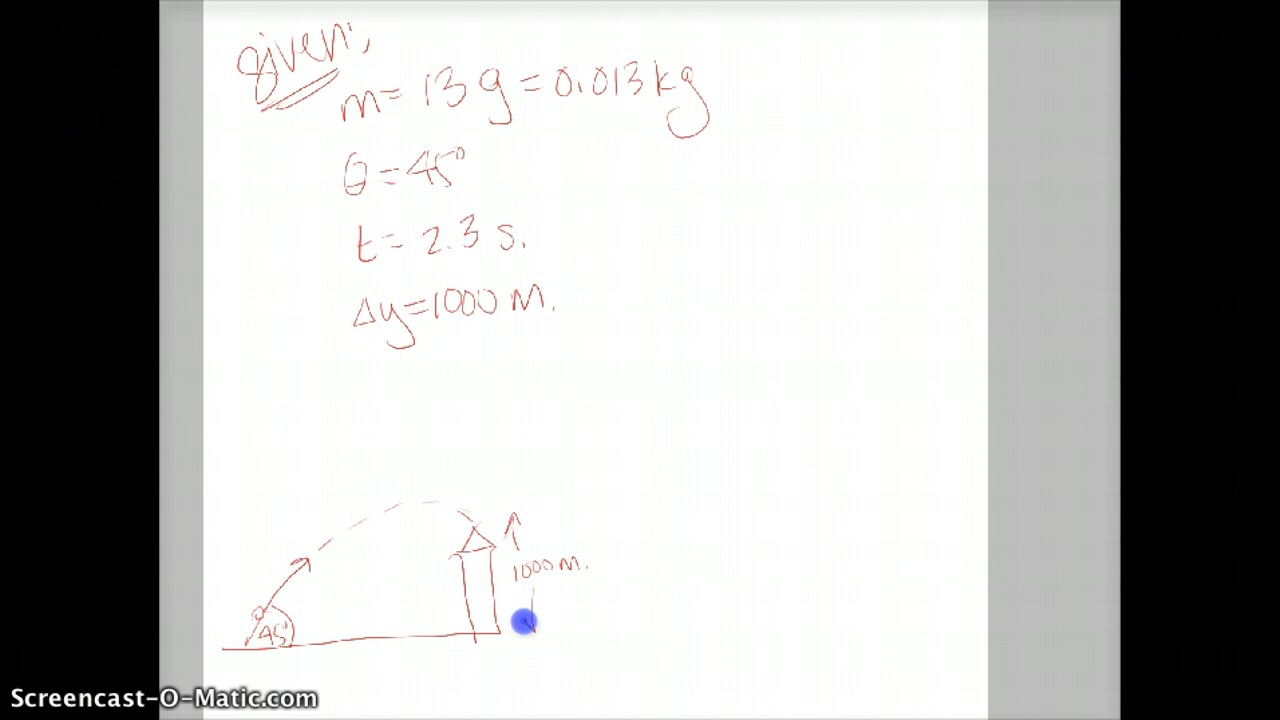 given:
m = 13 g = 0.013 kg
θ = 45°
t = 2.3 s.
Δy = 1000 m.
1000 m.
45°
Screencast-O-Matic.com